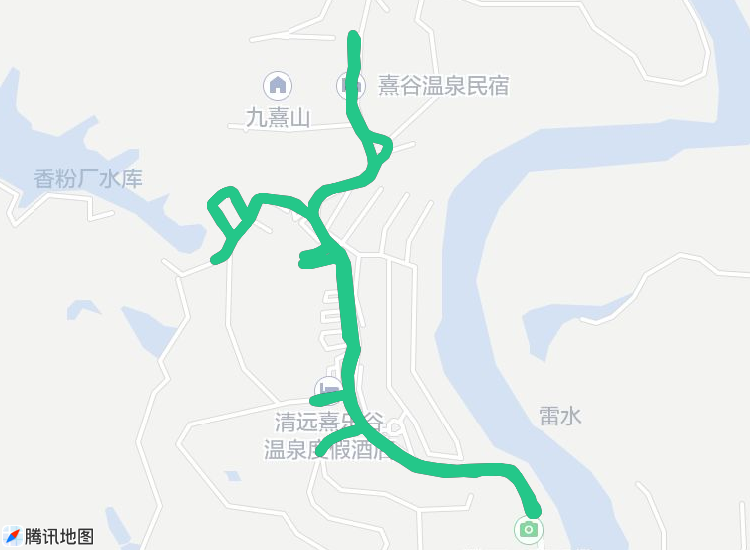 熹谷温泉民宿
九熹山
香粉厂水库
清远熹乐谷
温泉度假酒店
雷水
腾讯地图